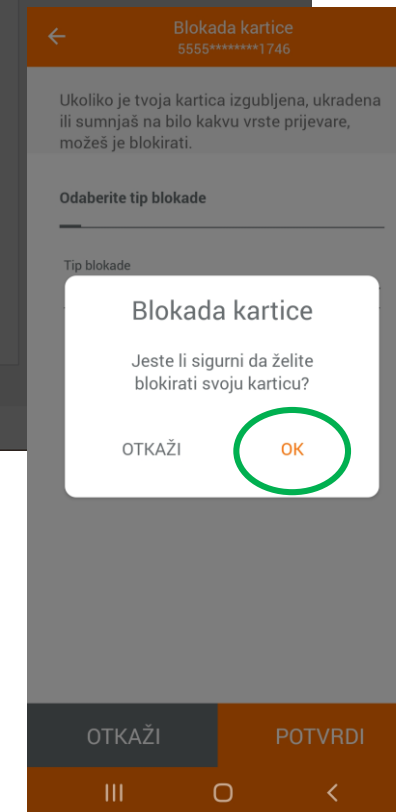 Blokada kartice
5555********1746
Ukoliko je tvoja kartica izgubljena, ukradena
ili sumnjaš na bilo kakvu vrste prijevare,
možeš je blokirati.
Odaberite tip blokade
Tip blokade
Blokada kartice
Jeste li sigurni da želite
blokirati svoju karticu?
OTKAŽI OK
OTKAŽI POTVRDI